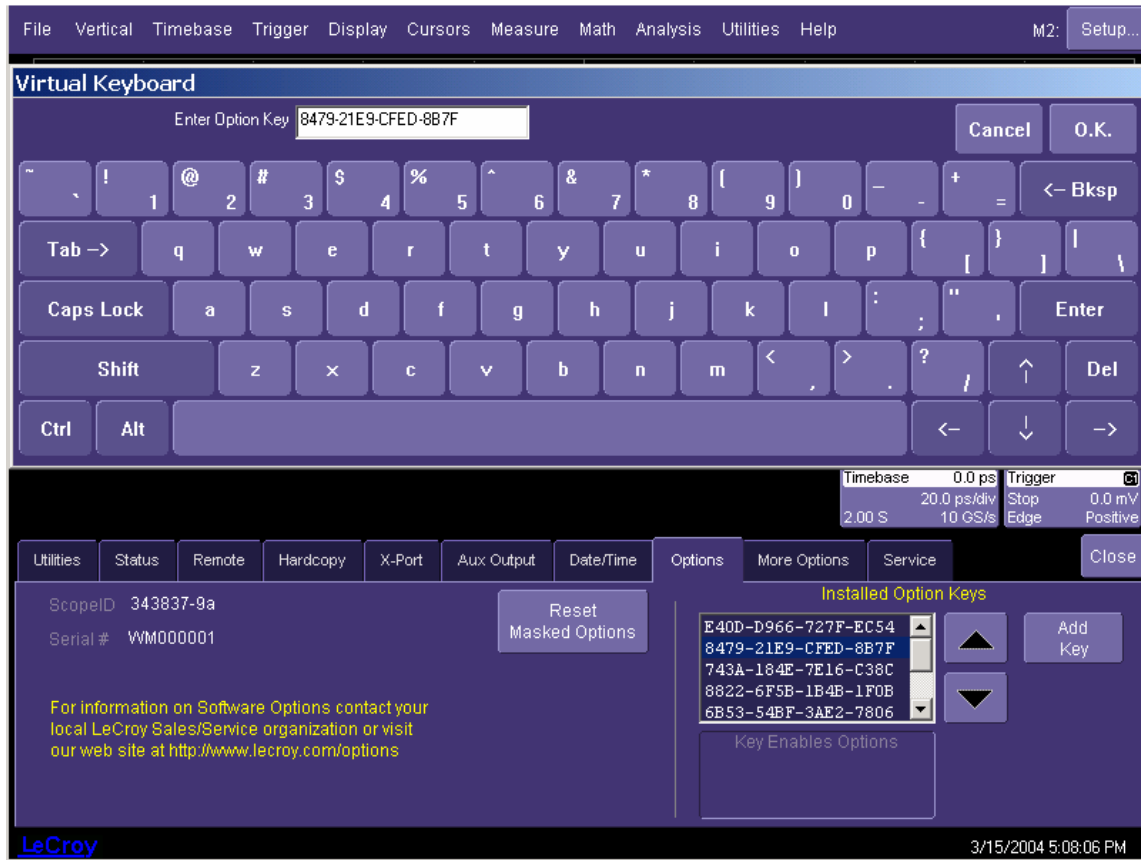 File Vertical Timebase Trigger Display Cursors Measure Math Analysis Utilities Help M2: Setup...
Virtual Keyboard
Enter Option Key 8479-21E9-CFED-8B7F Cancel O.K.
~ ` ! 1 @ 2 # 3 $ 4 % 5 ^ 6 & 7 * 8 ( 9 ) 0 _ - + = <- Bksp
Tab -> q w e r t y u i o p { [ } ] | \
Caps Lock a s d f g h j k l : ; " ' Enter
Shift z x c v b n m < , > . ? / ↑ Del
Ctrl Alt <- ↓ ->
Timebase 0.0 ps Trigger C1
20.0 ps/div Stop 0.0 mV
2.00 S 10 GS/s Edge Positive
Utilities Status Remote Hardcopy X-Port Aux Output Date/Time Options More Options Service Close
ScopeID 343837-9a
Serial # WM000001
Reset
Masked Options
For information on Software Options contact your
local LeCroy Sales/Service organization or visit
our web site at http://www.lecroy.com/options
Installed Option Keys
E40D-D966-727F-EC54
8479-21E9-CFED-8B7F
743A-184E-7E16-C38C
8822-6F5B-1B4B-1F0B
6B53-54BF-3AE2-7806
Add
Key
Key Enables Options
LeCroy 3/15/2004 5:08:06 PM